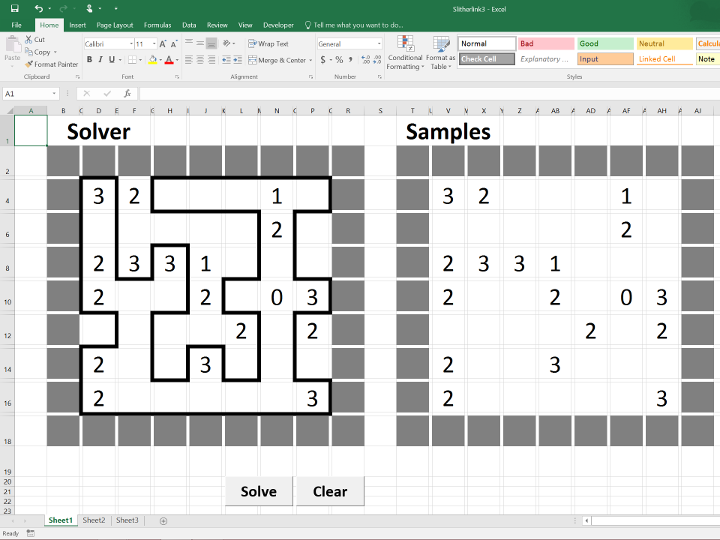 Slitherlink3 - Excel
File Home Insert Page Layout Formulas Data Review View Developer Tell me what you want to do...
Cut
Copy
Format Painter
Paste
Calibri 11 A A
B I U A
Wrap Text
Merge & Center
General
$ % ,
Conditional Formatting
Format as Table
Normal Bad Good Neutral Calcula
Check Cell Explanatory ... Input Linked Cell Note
Clipboard Font Alignment Number Styles
A1 fx
A B C D E F G H I J K L N C P C R S T L V W X Y Z A AB A AD A AF A AH A AJ
1 Solver Samples
2
4 3 2 1 3 2 1
6 2 2
8 2 3 3 1 2 3 3 1
10 2 2 0 3 2 2 0 3
12 2 2 2 2
14 2 3 2 3
16 2 3 2 3
18
19
20
21 Solve Clear
22
23
Sheet1 Sheet2 Sheet3
Ready